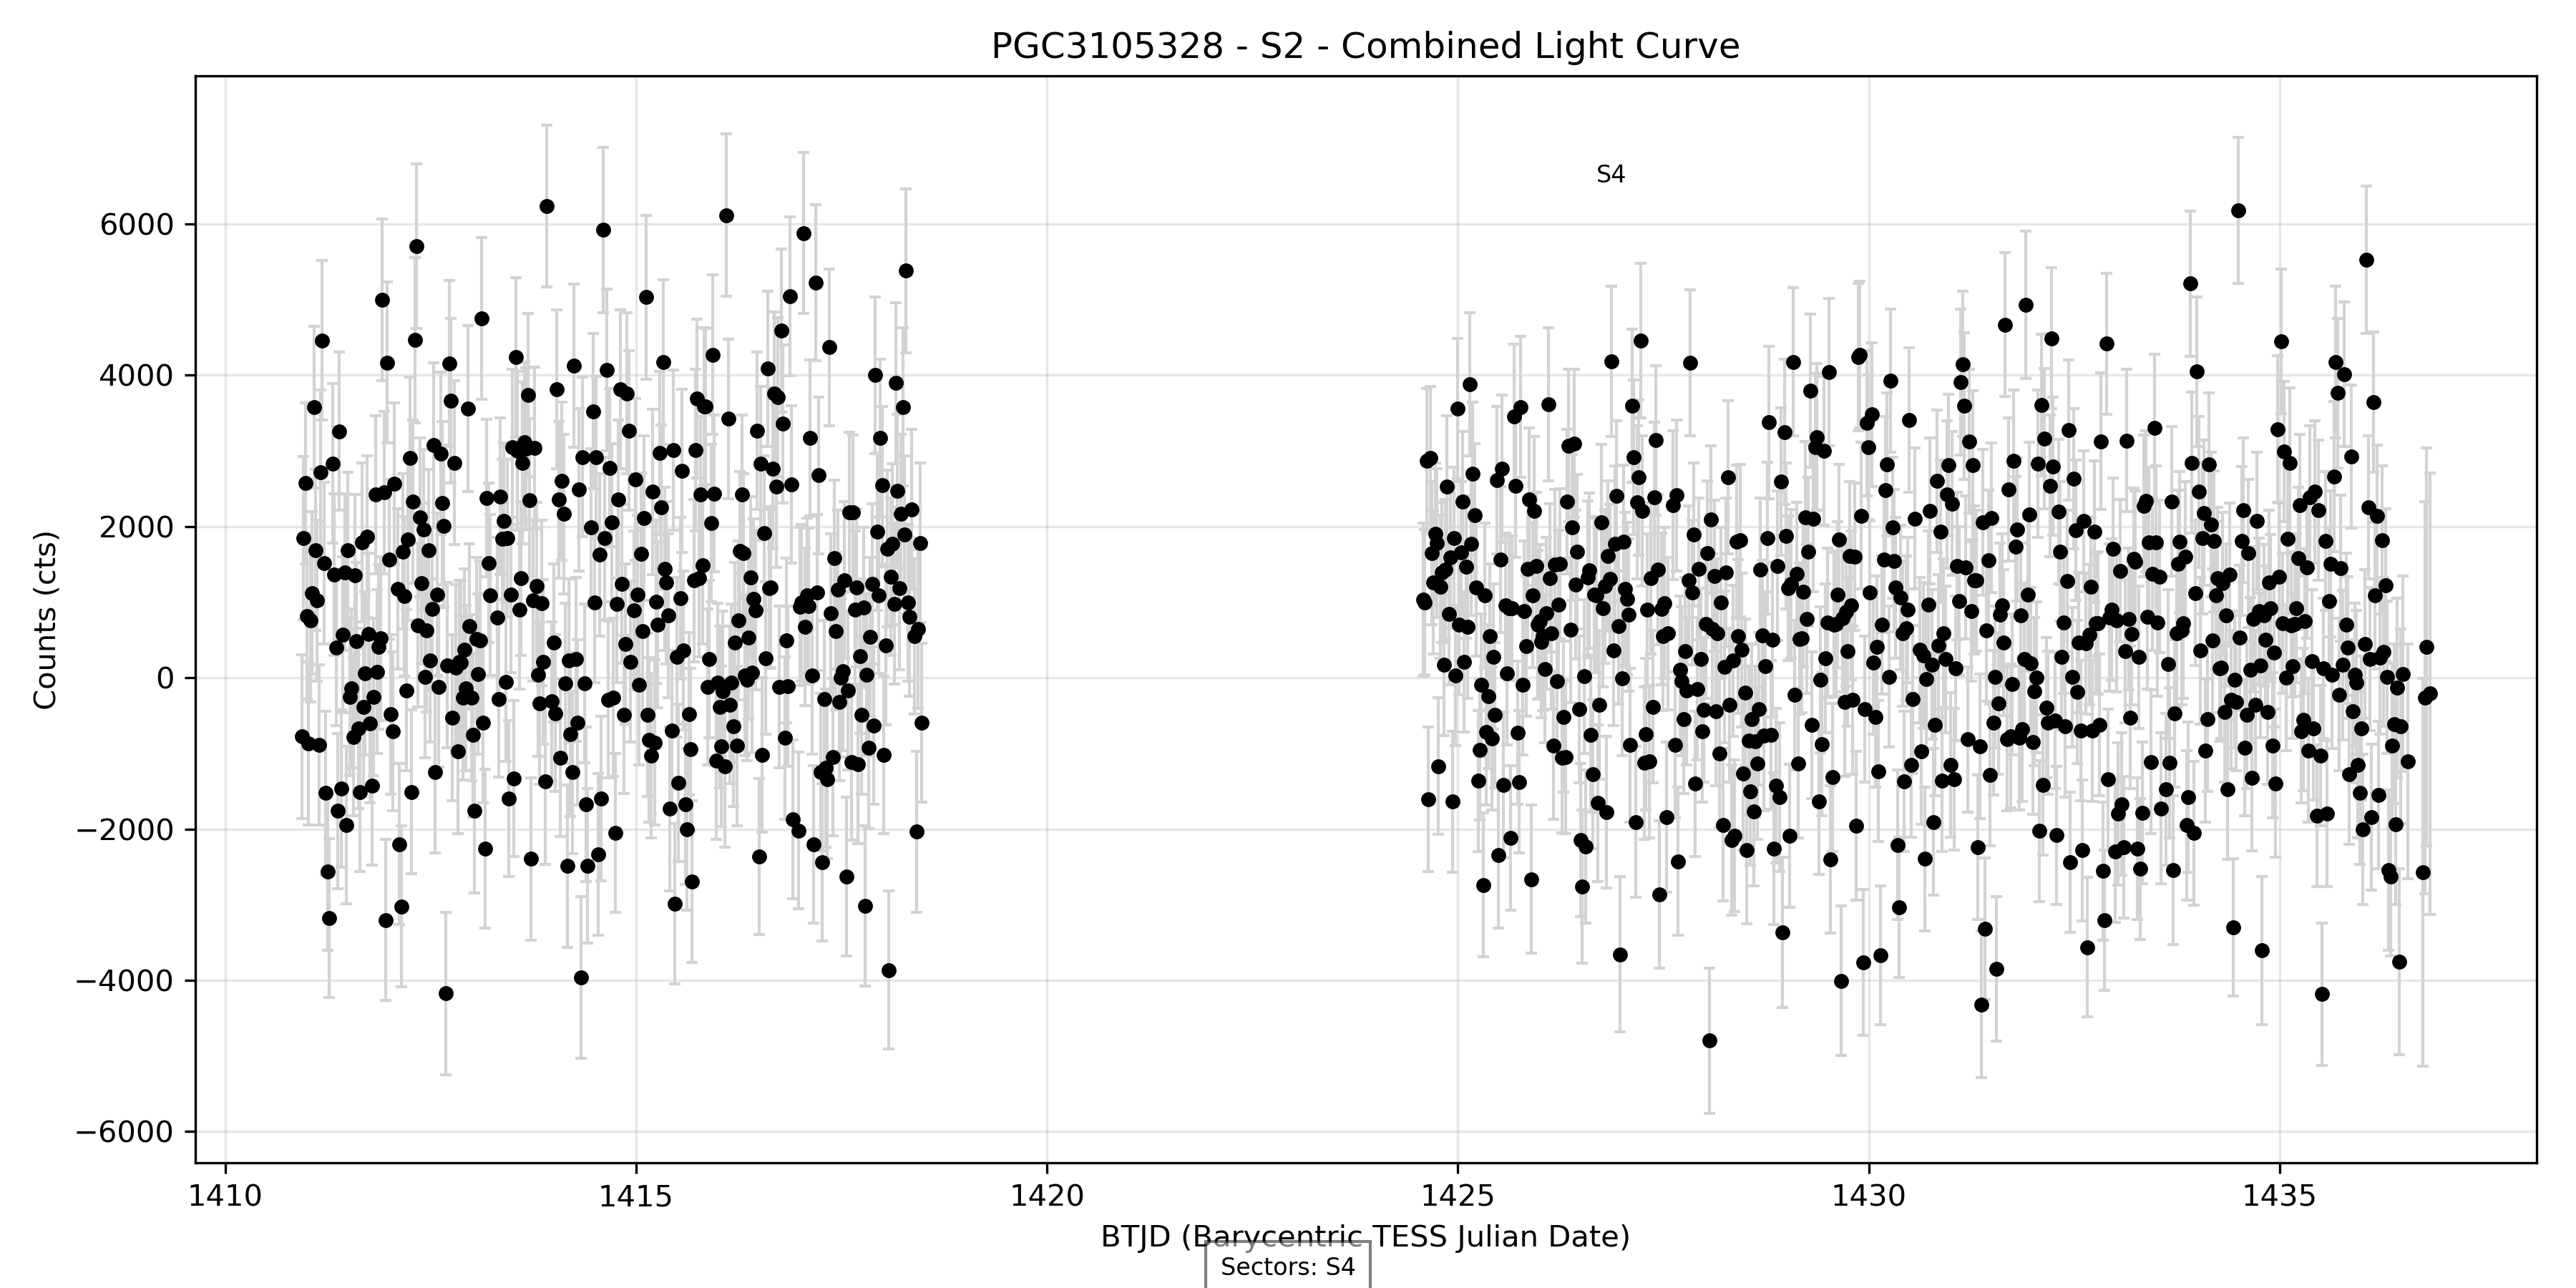 PGC3105328 - S2 - Combined Light Curve
S4
6000
4000
2000
0
−2000
−4000
−6000
Counts (cts)
1410
1415
1420
1425
1430
1435
BTJD (Barycentric TESS Julian Date)
Sectors: S4